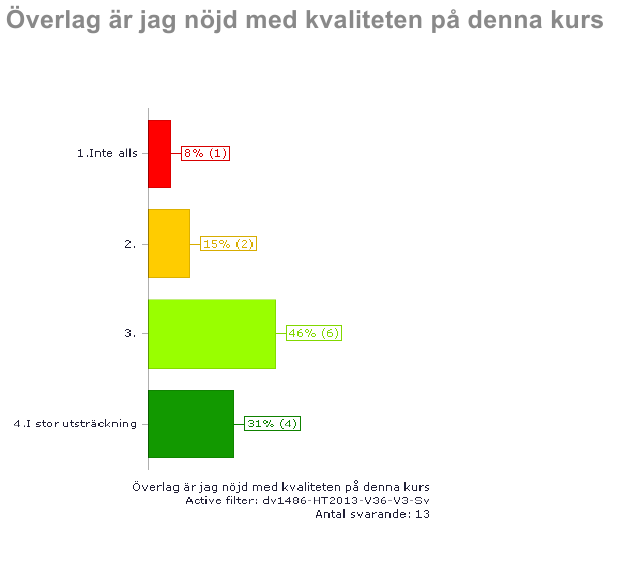 Överlag är jag nöjd med kvaliteten på denna kurs
1.Inte alls
8% (1)
2.
15% (2)
3.
46% (6)
4.I stor utsträckning
31% (4)
Överlag är jag nöjd med kvaliteten på denna kurs
Active filter: dv1486-HT2013-V36-V3-Sv
Antal svarande: 13